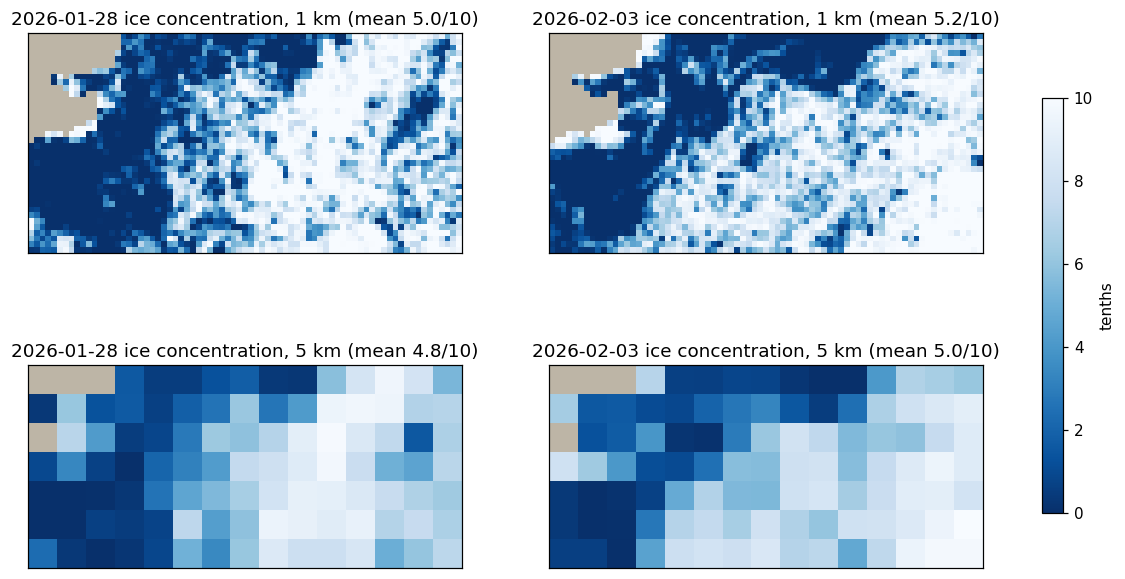 2026-01-28 ice concentration, 1 km (mean 5.0/10)
2026-02-03 ice concentration, 1 km (mean 5.2/10)
10
8
6
4
2
0
tenths
2026-01-28 ice concentration, 5 km (mean 4.8/10)
2026-02-03 ice concentration, 5 km (mean 5.0/10)